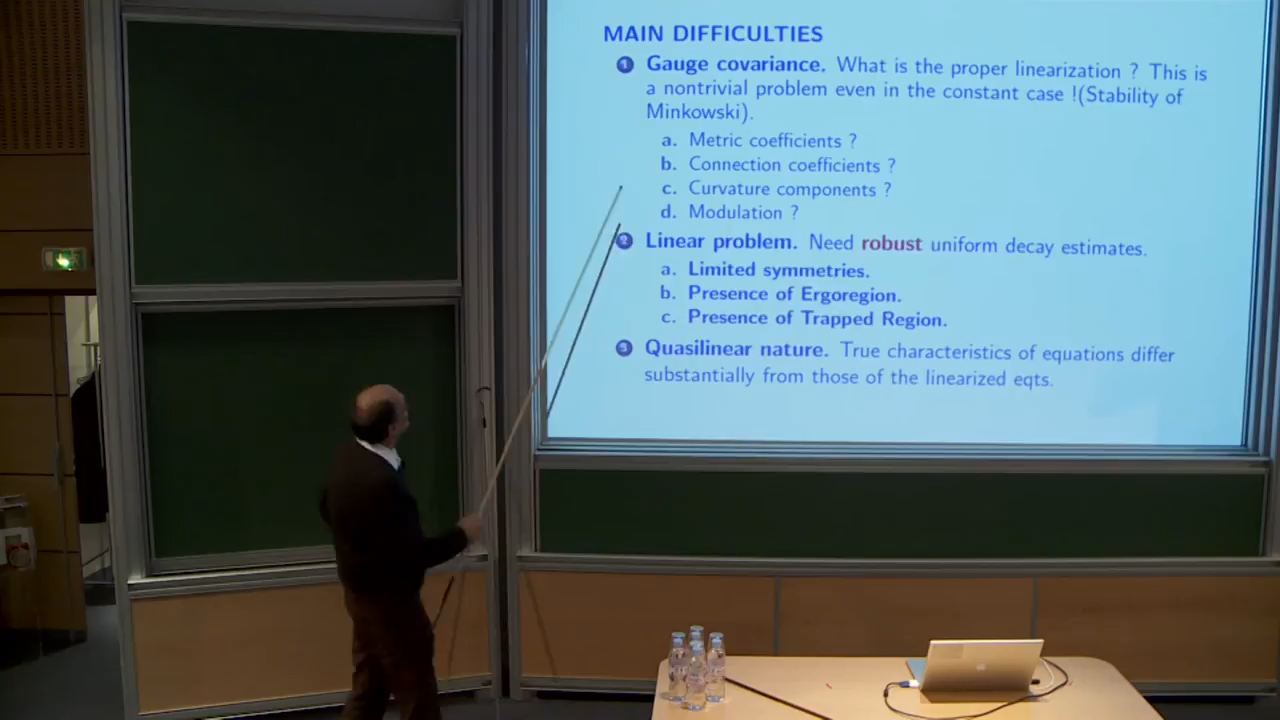 MAIN DIFFICULTIES
1 Gauge covariance. What is the proper linearization ? This is
a nontrivial problem even in the constant case !(Stability of
Minkowski).
a. Metric coefficients ?
b. Connection coefficients ?
c. Curvature components ?
d. Modulation ?
2 Linear problem. Need robust uniform decay estimates.
a. Limited symmetries.
b. Presence of Ergoregion.
c. Presence of Trapped Region.
3 Quasilinear nature. True characteristics of equations differ
substantially from those of the linearized eqts.